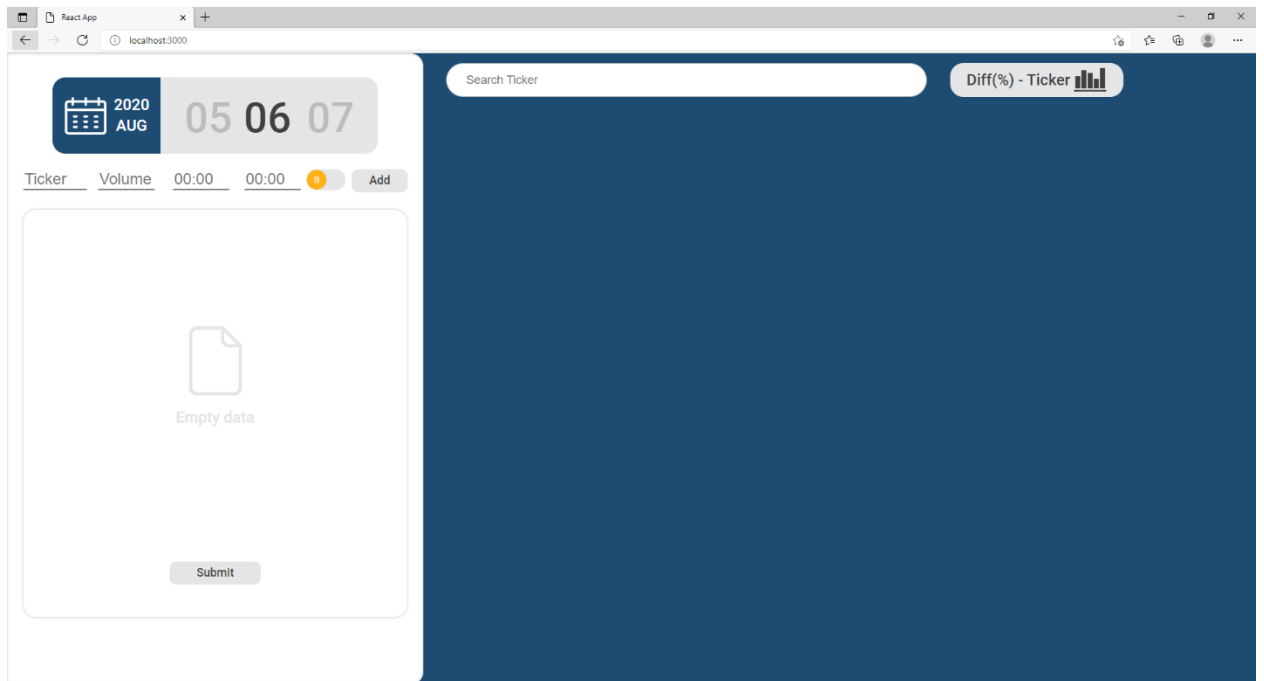 React App
localhost:3000
2020
AUG
05 06 07
Ticker Volume 00:00 00:00 B Add
Empty data
Submit
Search Ticker
Diff(%) - Ticker